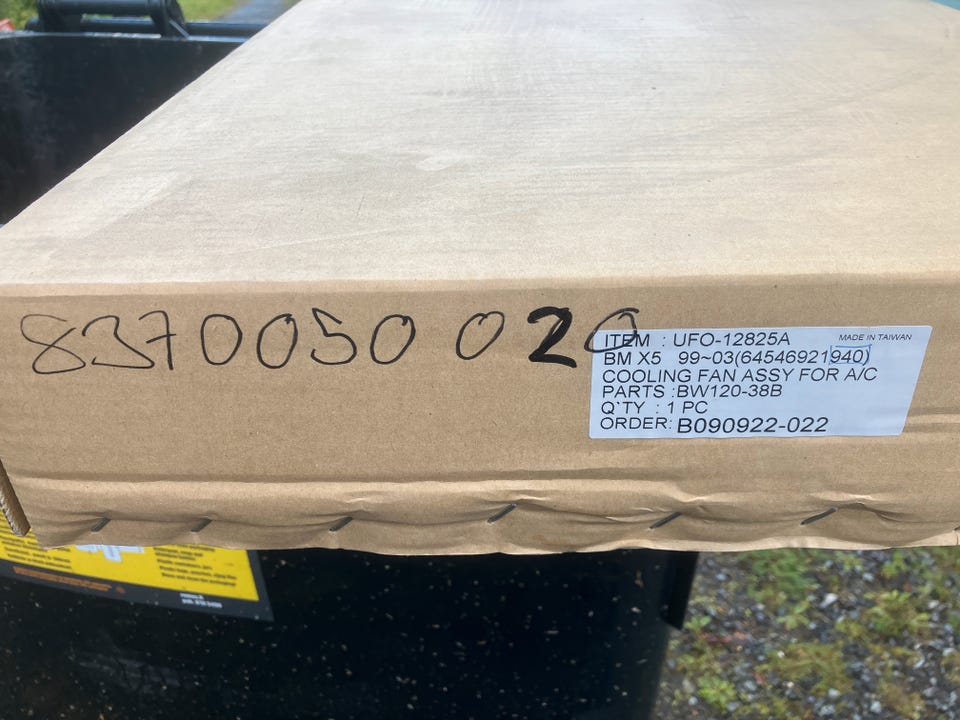 8370050 020
ITEM : UFO-12825A MADE IN TAIWAN
BM X5 99~03(64546921940)
COOLING FAN ASSY FOR A/C
PARTS :BW120-38B
Q`TY : 1 PC
ORDER: B090922-022